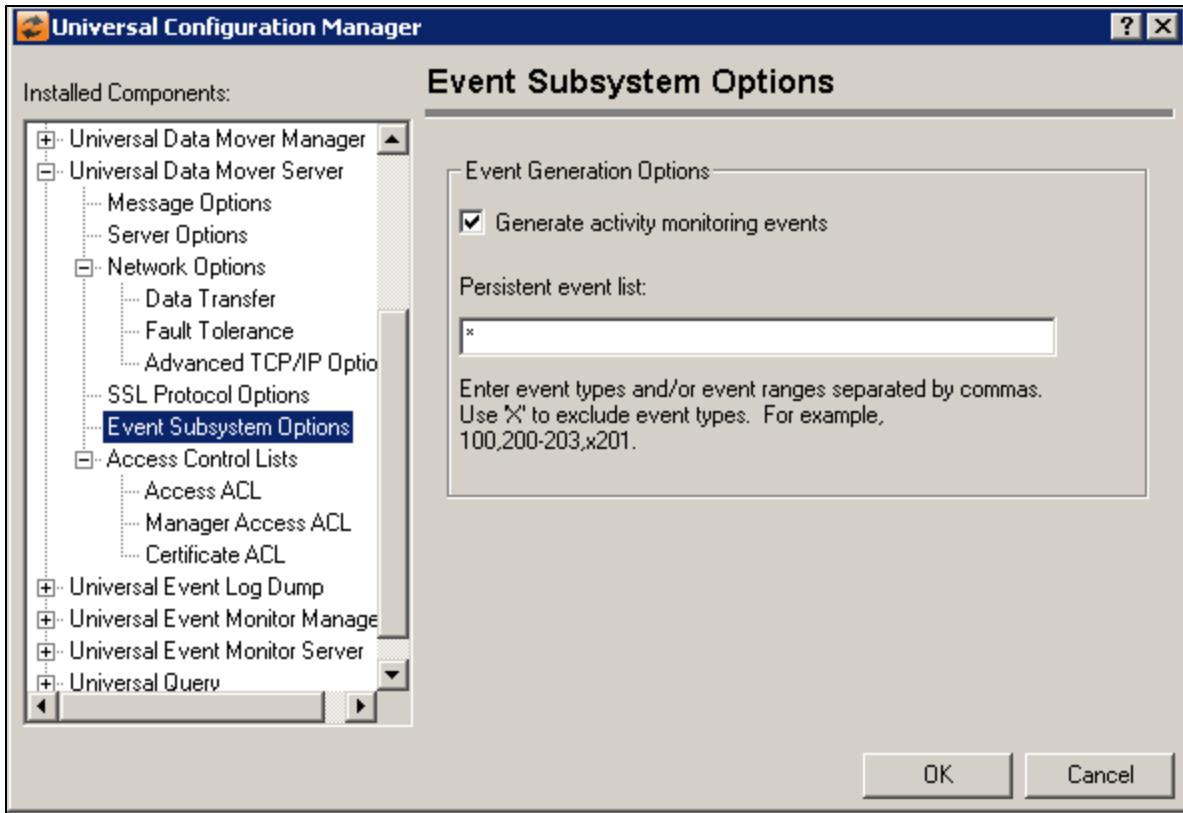 Universal Configuration Manager
Installed Components:
Universal Data Mover Manager
Universal Data Mover Server
Message Options
Server Options
Network Options
Data Transfer
Fault Tolerance
Advanced TCP/IP Optio
SSL Protocol Options
Event Subsystem Options
Access Control Lists
Access ACL
Manager Access ACL
Certificate ACL
Universal Event Log Dump
Universal Event Monitor Manage
Universal Event Monitor Server
Universal Query
Event Subsystem Options
Event Generation Options
Generate activity monitoring events
Persistent event list:
*
Enter event types and/or event ranges separated by commas.
Use 'X' to exclude event types. For example,
100,200-203,x201.
OK
Cancel